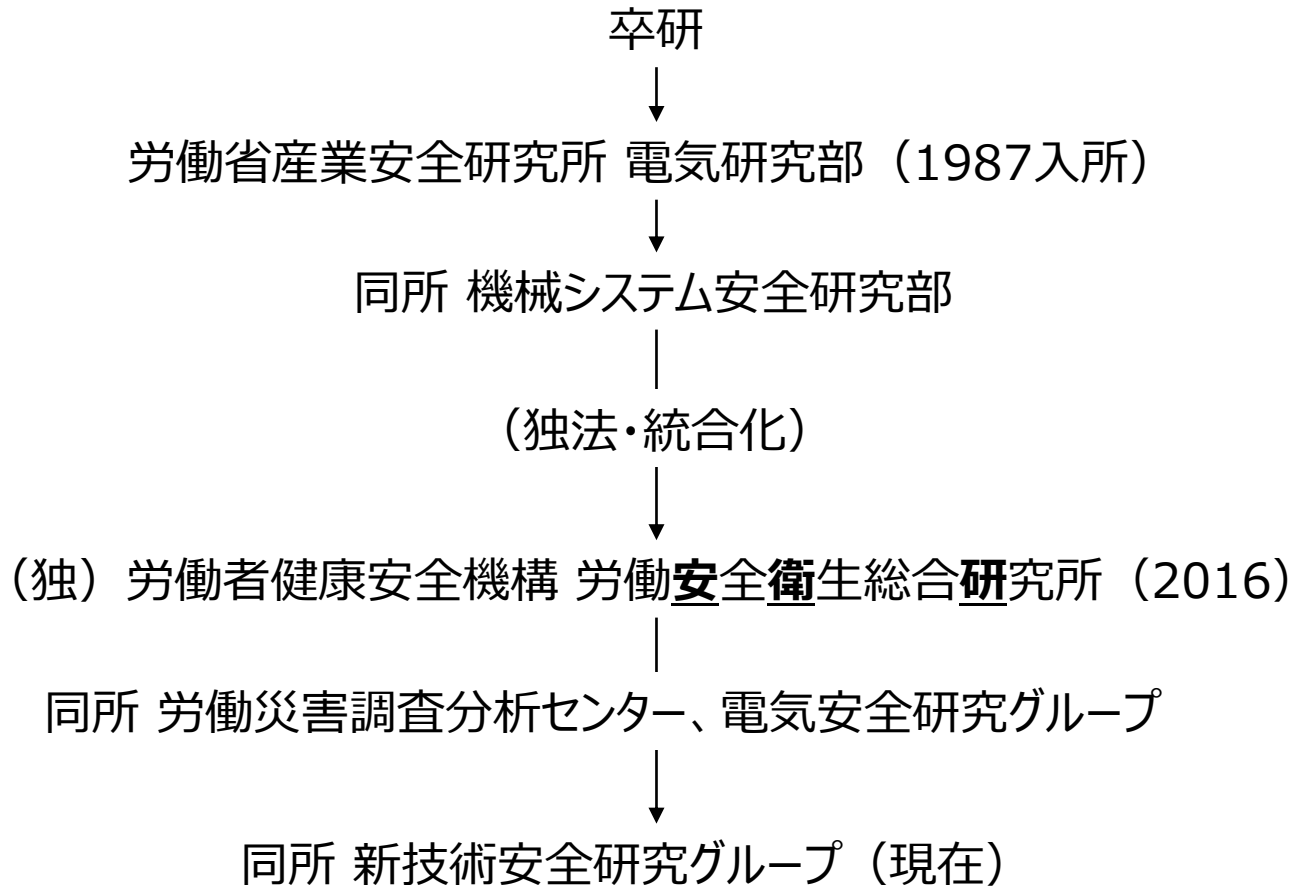 卒研
労働省産業安全研究所 電気研究部（1987入所）
同所 機械システム安全研究部
（独法・統合化）
（独）労働者健康安全機構 労働安全衛生総合研究所（2016）
同所 労働災害調査分析センター、電気安全研究グループ
同所 新技術安全研究グループ（現在）